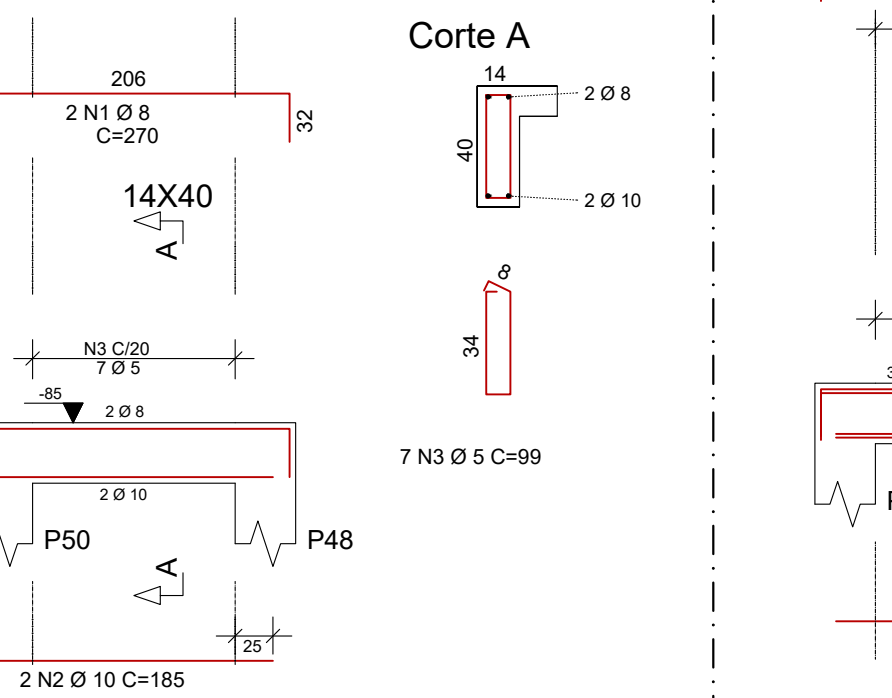 Corte A
206
2 N1 Ø 8
C=270
32
14
2 Ø 8
40
2 Ø 10
14X40
A
8
34
N3 C/20
7 Ø 5
-85
2 Ø 8
7 N3 Ø 5 C=99
2 Ø 10
P50
P48
A
25
2 N2 Ø 10 C=185